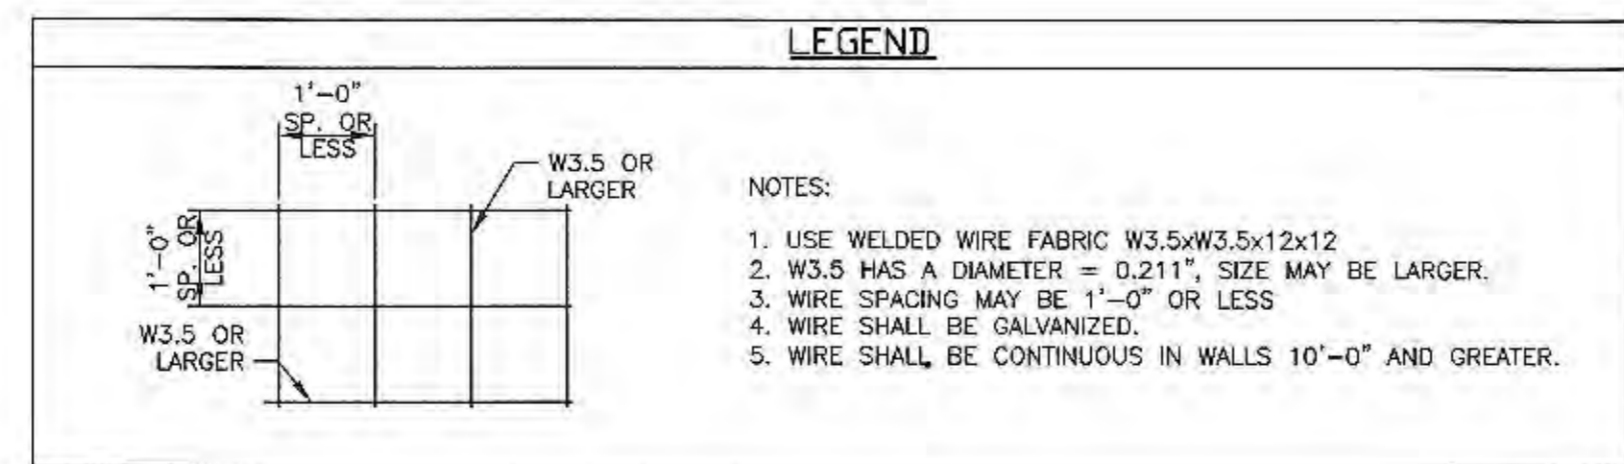 LEGEND
1'-0"
SP. OR
LESS
W3.5 OR
LARGER
1'-0"
SP. OR
LESS
W3.5 OR
LARGER
NOTES:
1. USE WELDED WIRE FABRIC W3.5xW3.5x12x12
2. W3.5 HAS A DIAMETER = 0.211", SIZE MAY BE LARGER.
3. WIRE SPACING MAY BE 1'-0" OR LESS
4. WIRE SHALL BE GALVANIZED.
5. WIRE SHALL BE CONTINUOUS IN WALLS 10'-0" AND GREATER.